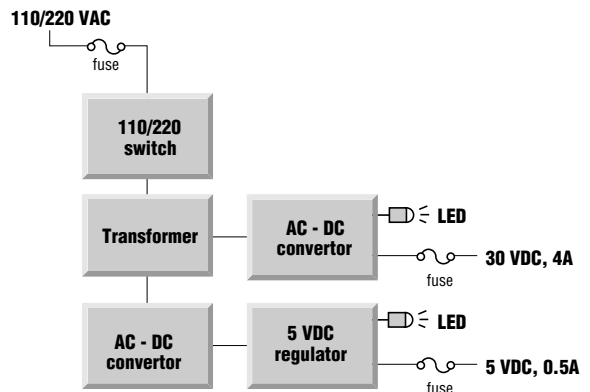 110/220 VAC
fuse
110/220
switch
Transformer
AC - DC
convertor
LED
30 VDC, 4A
fuse
AC - DC
convertor
5 VDC
regulator
LED
5 VDC, 0.5A
fuse